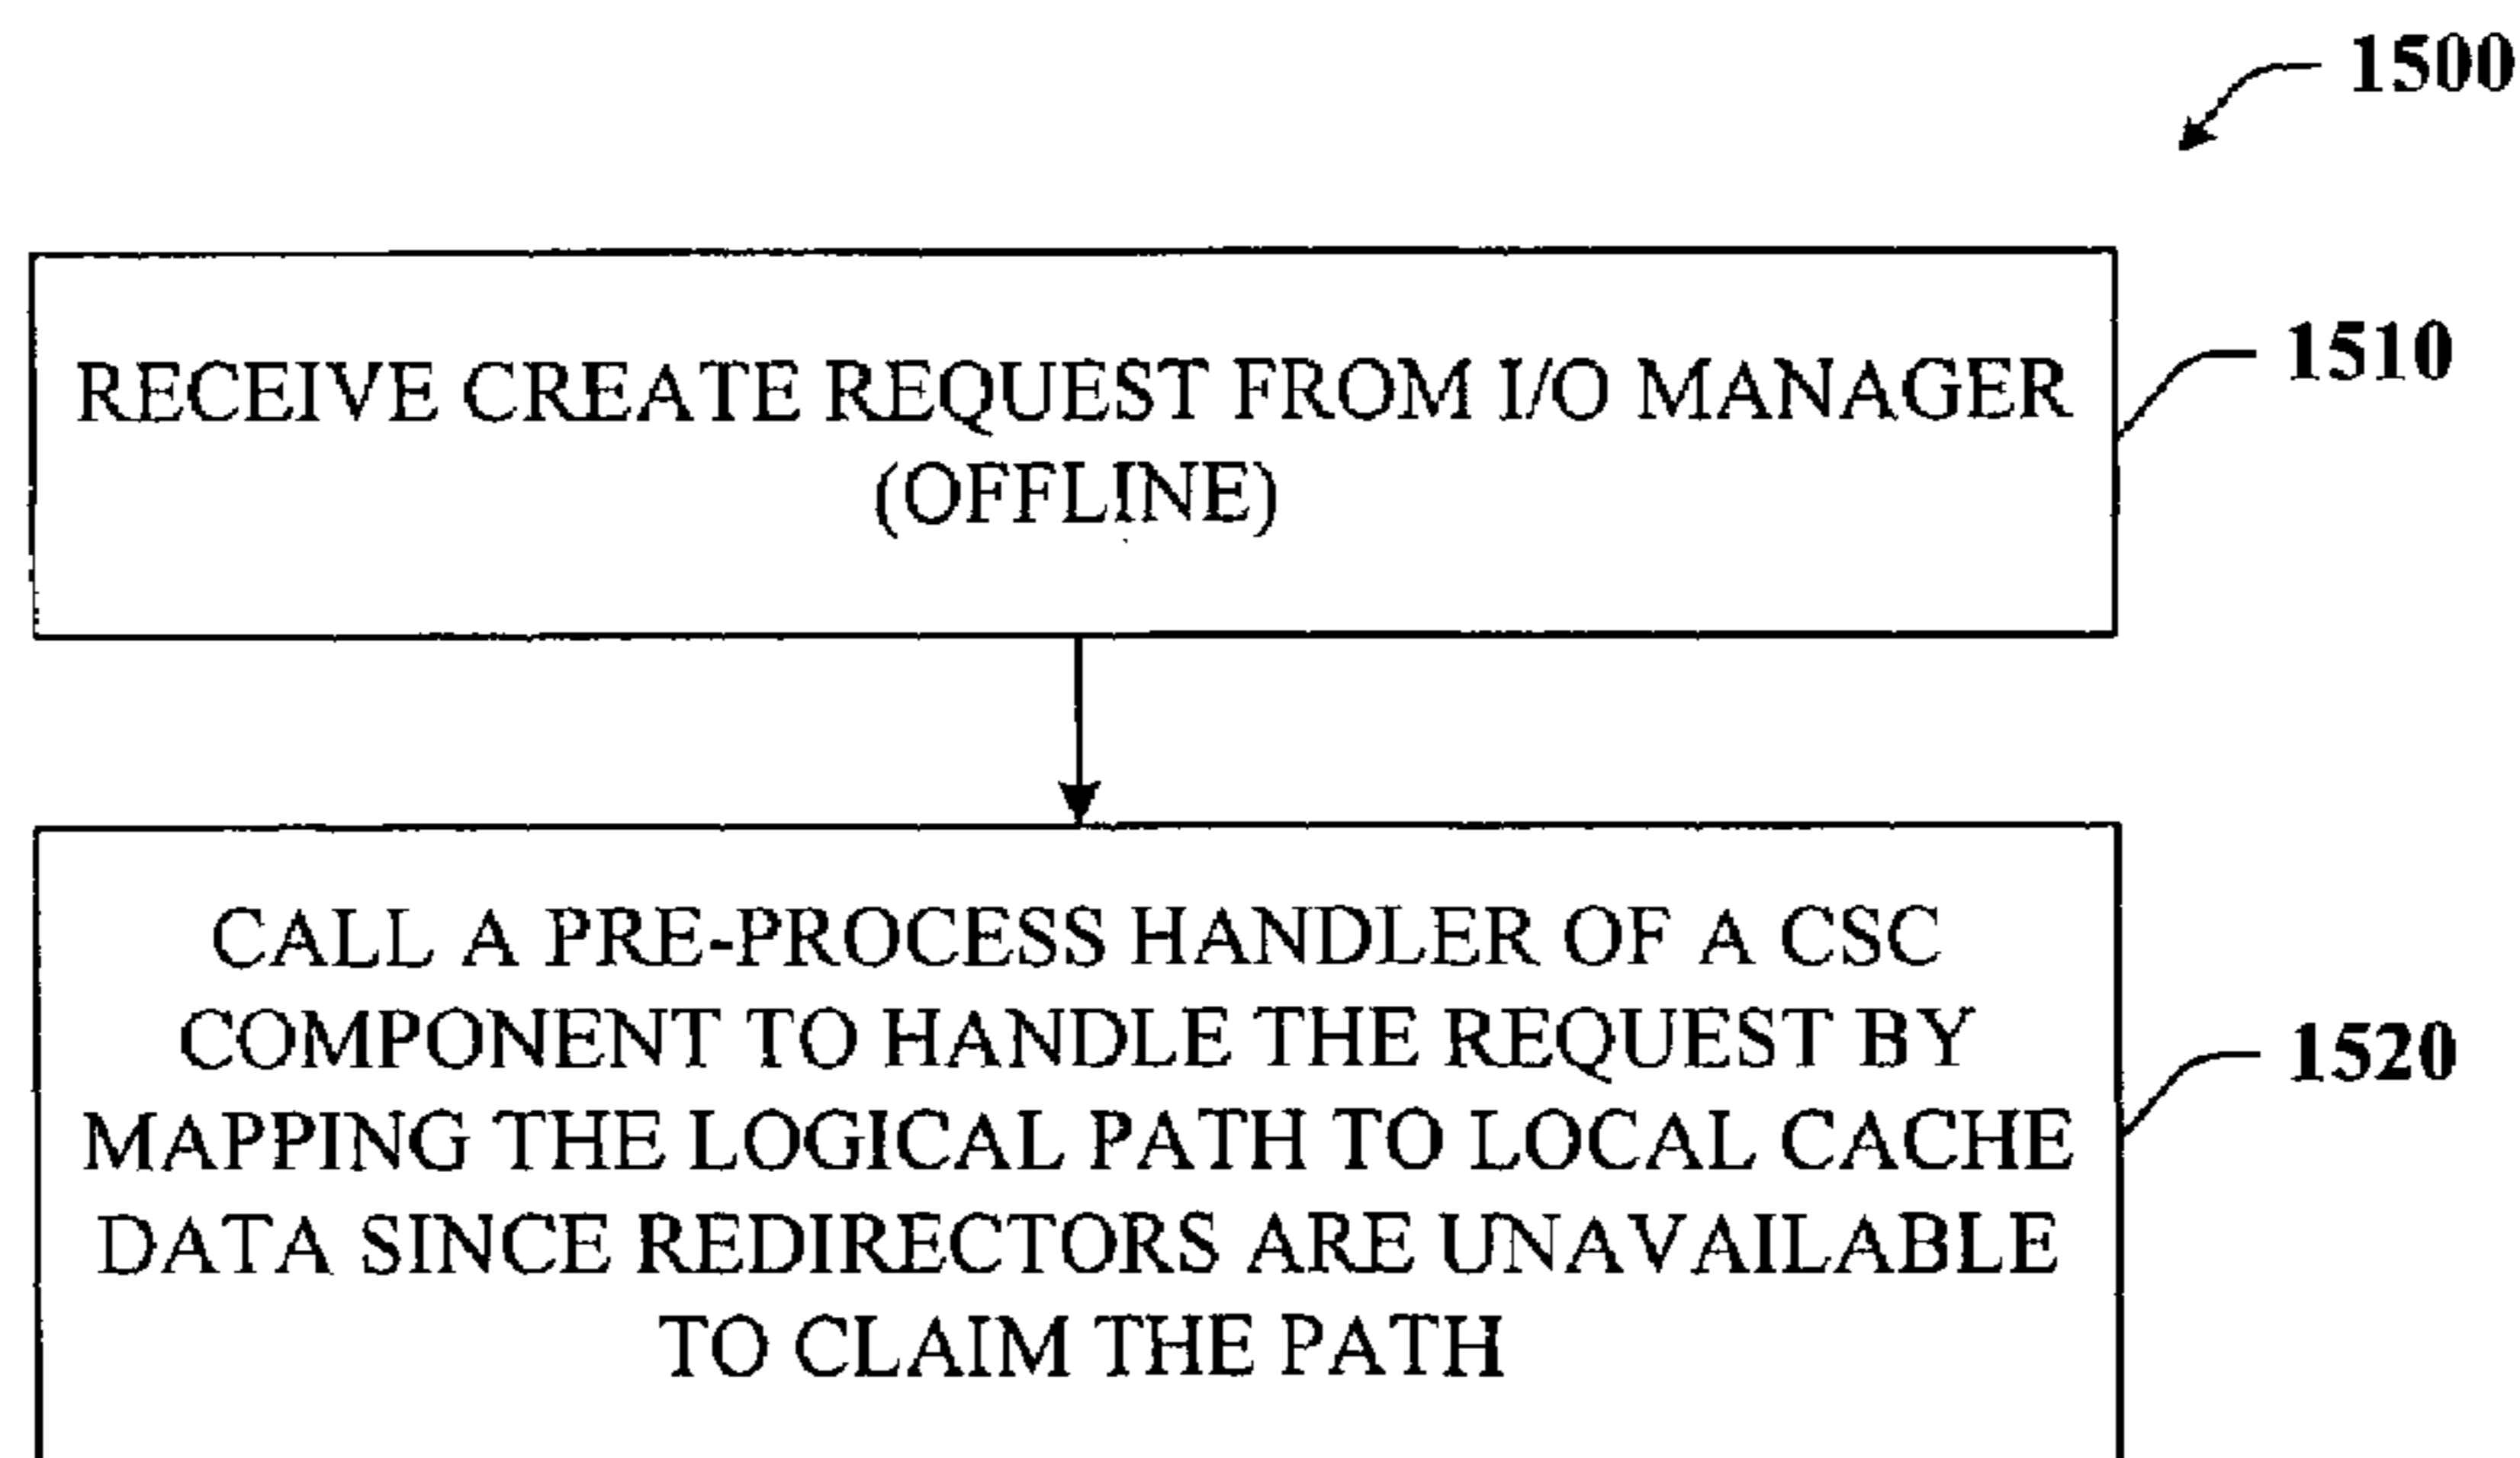 1500
RECEIVE CREATE REQUEST FROM I/O MANAGER
(OFFLINE)
1510
CALL A PRE-PROCESS HANDLER OF A CSC
COMPONENT TO HANDLE THE REQUEST BY
MAPPING THE LOGICAL PATH TO LOCAL CACHE
DATA SINCE REDIRECTORS ARE UNAVAILABLE
TO CLAIM THE PATH
1520